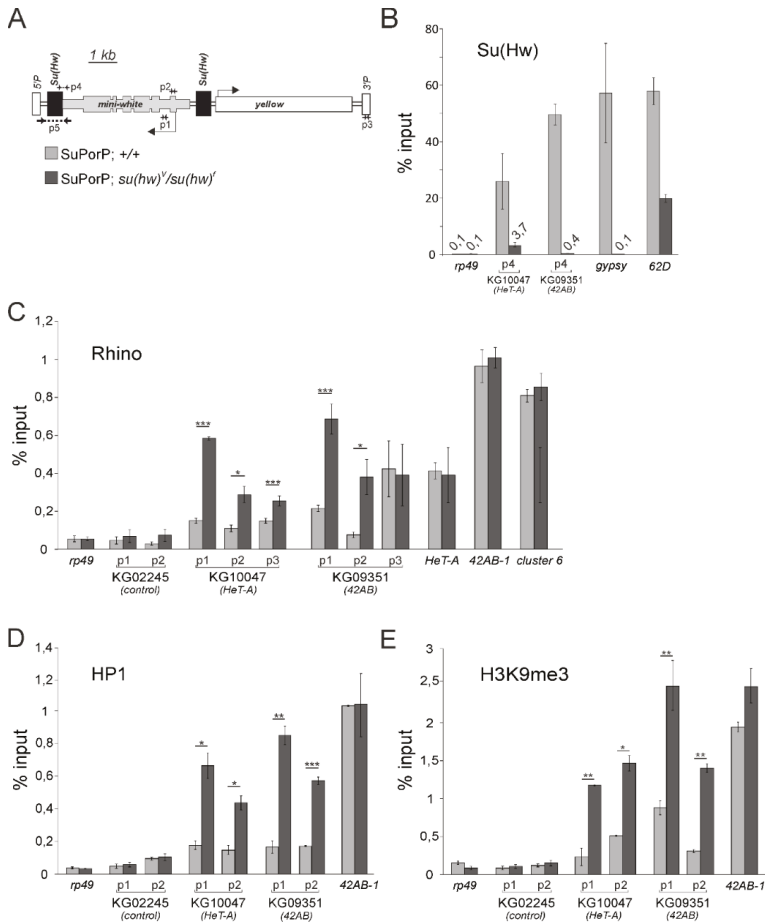 A
1 kb
5'P
Su(Hw)
p4
p5
mini-white
p2
p1
Su(Hw)
yellow
3'P
p3
SuPorP; +/+
SuPorP; su(hw)ᵛ/su(hw)ᶠ
B
Su(Hw)
% input
80
60
40
20
0
0,1 0,1 3,7 0,4 0,1
rp49 p4 p4 gypsy 62D
KG10047 KG09351
(HeT-A) (42AB)
C
Rhino
% input
1,2
1
0,8
0,6
0,4
0,2
0
*** * *** *** *
rp49 p1 p2 p1 p2 p3 p1 p2 p3 HeT-A 42AB-1 cluster 6
KG02245 KG10047 KG09351
(control) (HeT-A) (42AB)
D
HP1
% input
1,4
1,2
1
0,8
0,6
0,4
0,2
0
* * ** ***
rp49 p1 p2 p1 p2 p1 p2 42AB-1
KG02245 KG10047 KG09351
(control) (HeT-A) (42AB)
E
H3K9me3
% input
3
2,5
2
1,5
1
0,5
0
** * ** **
rp49 p1 p2 p1 p2 p1 p2 42AB-1
KG02245 KG10047 KG09351
(control) (HeT-A) (42AB)